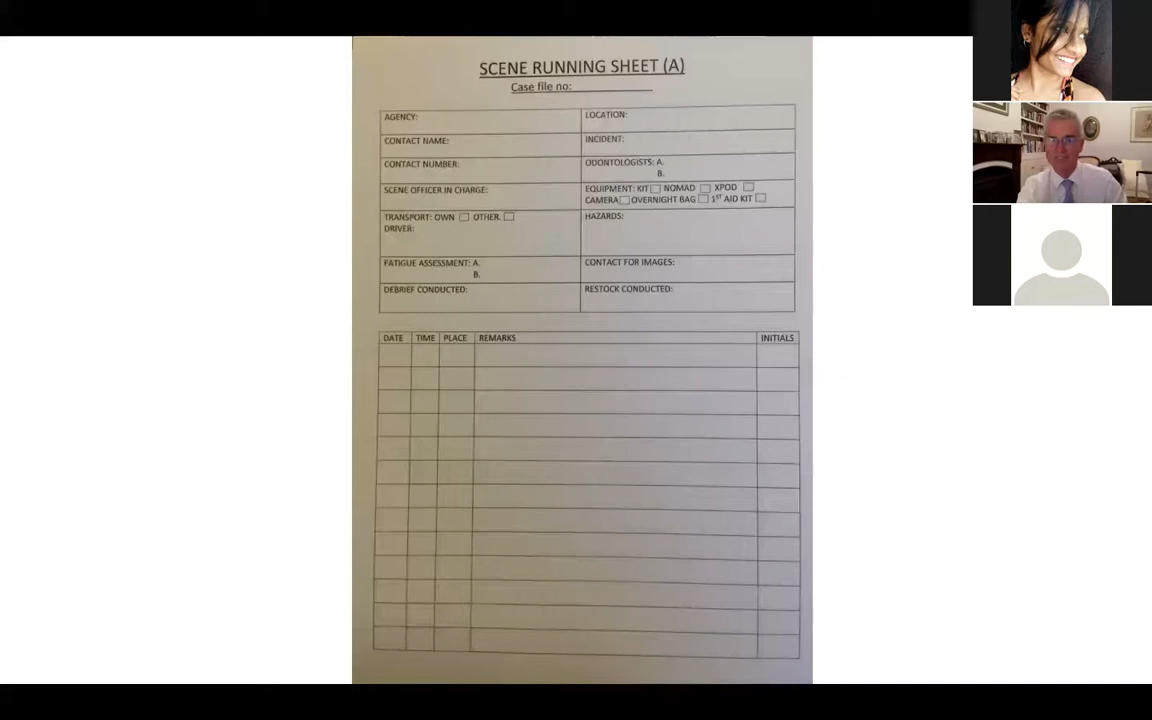 SCENE RUNNING SHEET (A)
Case file no:
AGENCY:
LOCATION:
CONTACT NAME:
INCIDENT:
CONTACT NUMBER:
ODONTOLOGISTS: A.
B.
SCENE OFFICER IN CHARGE:
EQUIPMENT: KIT NOMAD XPOD
CAMERA OVERNIGHT BAG 1ST AID KIT
TRANSPORT: OWN OTHER.
DRIVER:
HAZARDS:
FATIGUE ASSESSMENT: A.
B.
CONTACT FOR IMAGES:
DEBRIEF CONDUCTED:
RESTOCK CONDUCTED:
DATE TIME PLACE REMARKS INITIALS